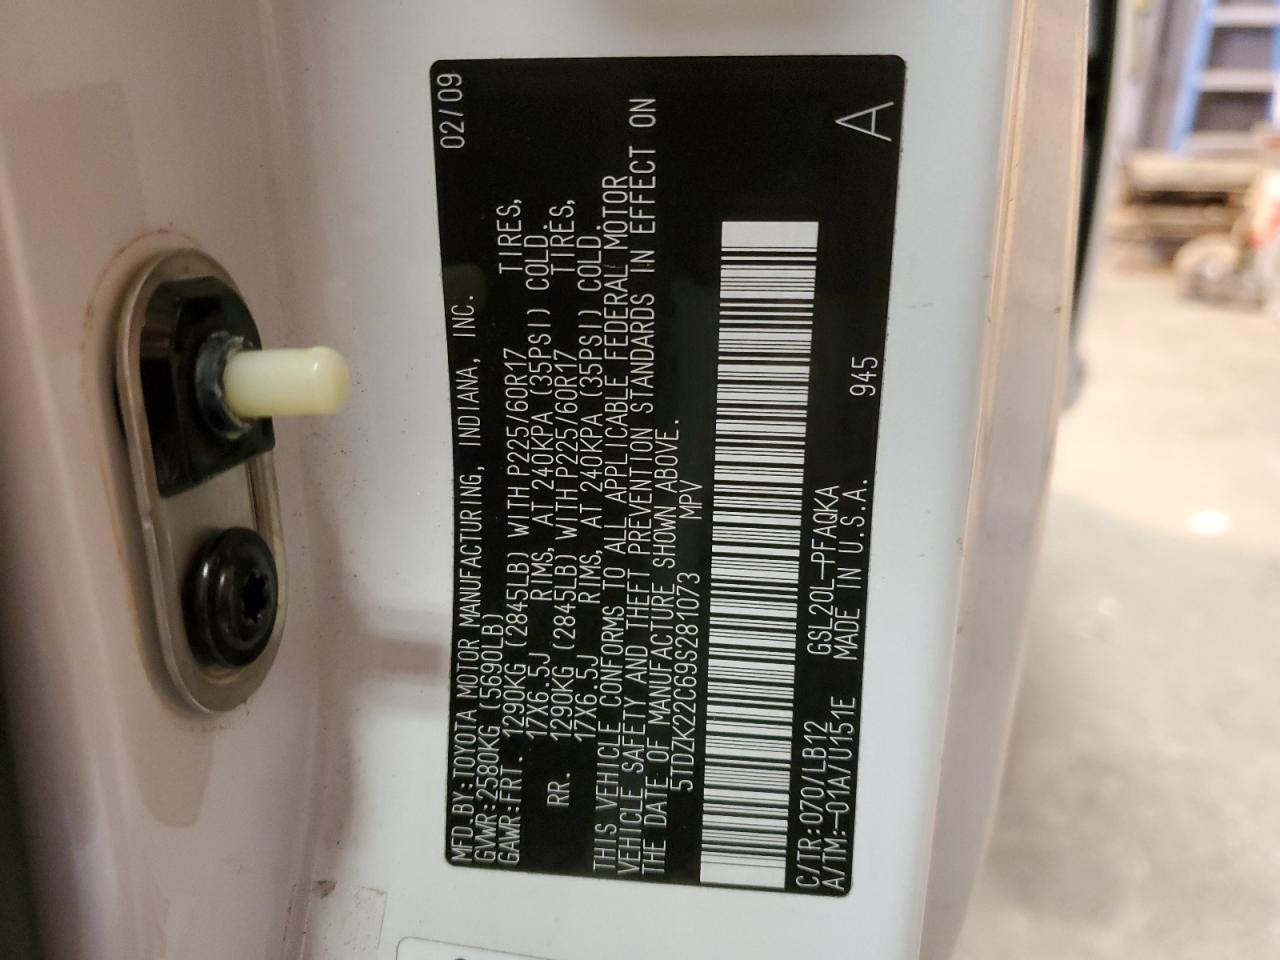 MFD.BY:TOYOTA MOTOR MANUFACTURING, INDIANA, INC. 02/09
GVWR:2580KG (5690LB)
GAWR:FRT. 1290KG (2845LB) WITH P225/60R17 TIRES,
17X6.5J RIMS, AT 240KPA (35PSI) COLD.
RR. 1290KG (2845LB) WITH P225/60R17 TIRES,
17X6.5J RIMS, AT 240KPA (35PSI) COLD.
THIS VEHICLE CONFORMS TO ALL APPLICABLE FEDERAL MOTOR
VEHICLE SAFETY AND THEFT PREVENTION STANDARDS IN EFFECT ON
THE DATE OF MANUFACTURE SHOWN ABOVE.
5TDZK22C69S281073 MPV
C/TR:070/LB12 GSL20L-PFAQKA 945 A
A/TM:-01A/U151E MADE IN U.S.A.